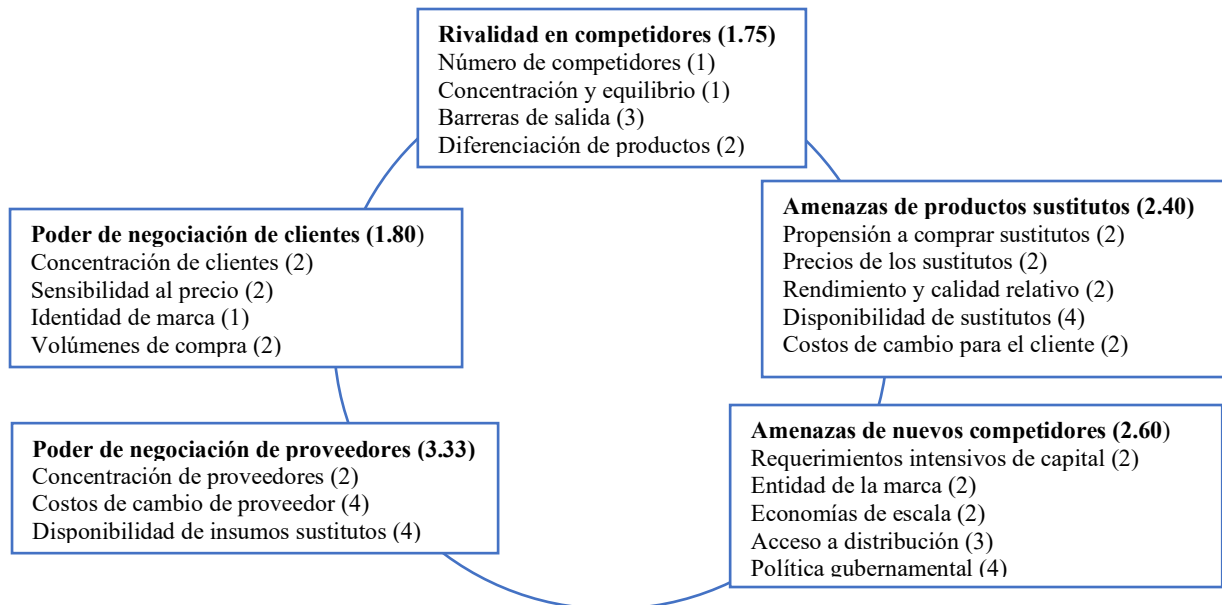 Rivalidad en competidores (1.75)
Número de competidores (1)
Concentración y equilibrio (1)
Barreras de salida (3)
Diferenciación de productos (2)
Poder de negociación de clientes (1.80)
Concentración de clientes (2)
Sensibilidad al precio (2)
Identidad de marca (1)
Volúmenes de compra (2)
Amenazas de productos sustitutos (2.40)
Propensión a comprar sustitutos (2)
Precios de los sustitutos (2)
Rendimiento y calidad relativo (2)
Disponibilidad de sustitutos (4)
Costos de cambio para el cliente (2)
Poder de negociación de proveedores (3.33)
Concentración de proveedores (2)
Costos de cambio de proveedor (4)
Disponibilidad de insumos sustitutos (4)
Amenazas de nuevos competidores (2.60)
Requerimientos intensivos de capital (2)
Entidad de la marca (2)
Economías de escala (2)
Acceso a distribución (3)
Política gubernamental (4)